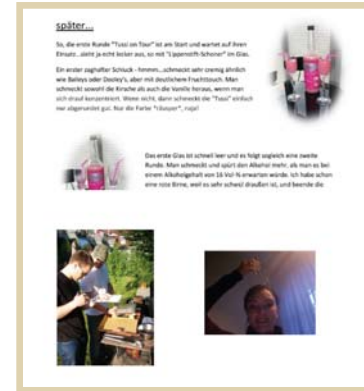 später...
So, die erste Runde "Tussi on Tour" ist am Start und wartet auf ihren
Einsatz...sieht ja echt lecker aus, so mit "Lippenstift-Schoner" im Glas.
Ein erster zaghafter Schluck - hmmm...schmeckt sehr cremig ähnlich
wie Baileys oder Dooley's, aber mit deutlichem Fruchttouch. Man
schmeckt sowohl die Kirsche als auch die Vanille heraus, wenn man
sich drauf konzentriert. Wenn nicht, dann schmeckt die "Tussi" einfach
nur abgerundet gut. Nur die Farbe *räusper*, naja!
Das erste Glas ist schnell leer und es folgt sogleich eine zweite
Runde. Man schmeckt und spürt den Alkohol mehr, als man es bei
einem Alkoholgehalt von 16 Vol-% erwarten würde. Ich habe schon
eine rote Birne, weil es sehr schwül draußen ist, und beende die